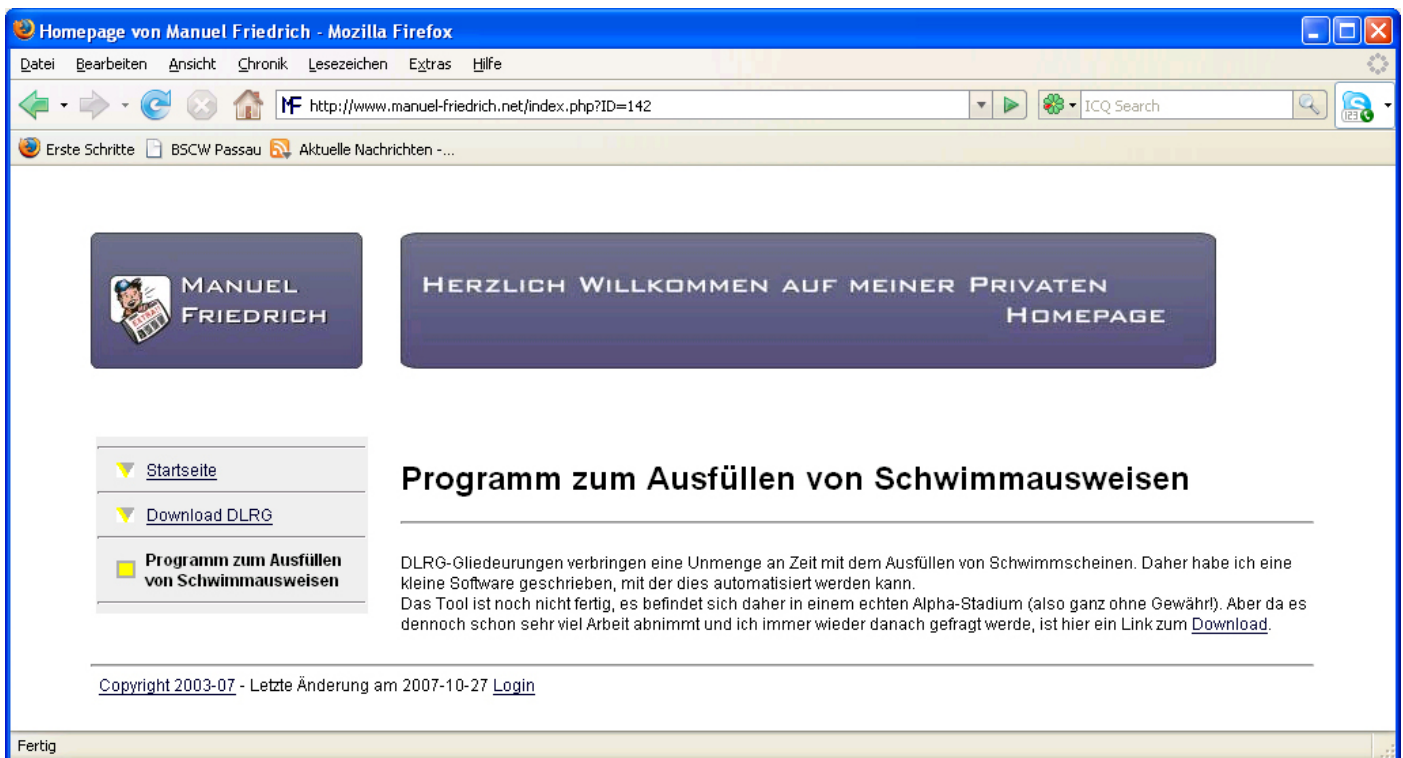 Homepage von Manuel Friedrich - Mozilla Firefox
Datei Bearbeiten Ansicht Chronik Lesezeichen Extras Hilfe
MF http://www.manuel-friedrich.net/index.php?ID=142 ICQ Search 123
Erste Schritte BSCW Passau Aktuelle Nachrichten -...
EXTRA!!
MANUEL
FRIEDRICH
HERZLICH WILLKOMMEN AUF MEINER PRIVATEN
HOMEPAGE
Startseite
Download DLRG
Programm zum Ausfüllen
von Schwimmausweisen
Programm zum Ausfüllen von Schwimmausweisen
DLRG-Gliedeurungen verbringen eine Unmenge an Zeit mit dem Ausfüllen von Schwimmscheinen. Daher habe ich eine
kleine Software geschrieben, mit der dies automatisiert werden kann.
Das Tool ist noch nicht fertig, es befindet sich daher in einem echten Alpha-Stadium (also ganz ohne Gewähr!). Aber da es
dennoch schon sehr viel Arbeit abnimmt und ich immer wieder danach gefragt werde, ist hier ein Link zum Download.
Copyright 2003-07 - Letzte Änderung am 2007-10-27 Login
Fertig